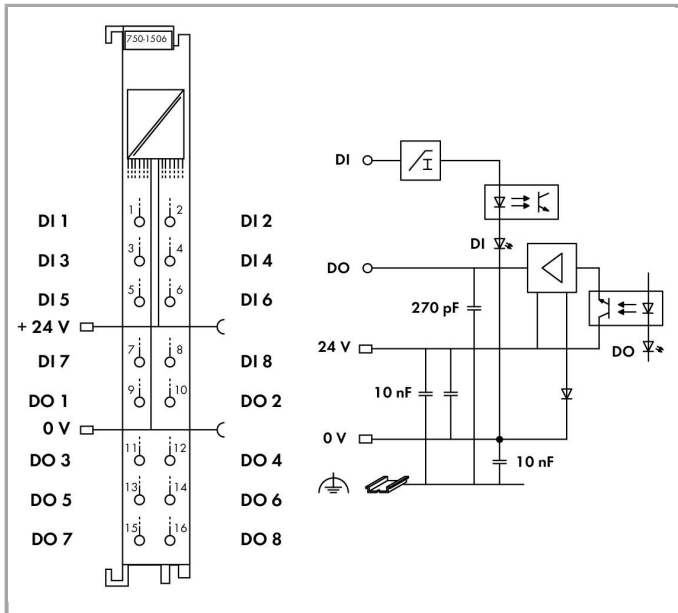 750-1506
1 2
DI 1 DI 2
3 4
DI 3 DI 4
5 6
DI 5 DI 6
+ 24 V
7 8
DI 7 DI 8
9 10
DO 1 DO 2
0 V
11 12
DO 3 DO 4
13 14
DO 5 DO 6
15 16
DO 7 DO 8
DI
I
DI
DO
270 pF
24 V
DO
10 nF
0 V
10 nF